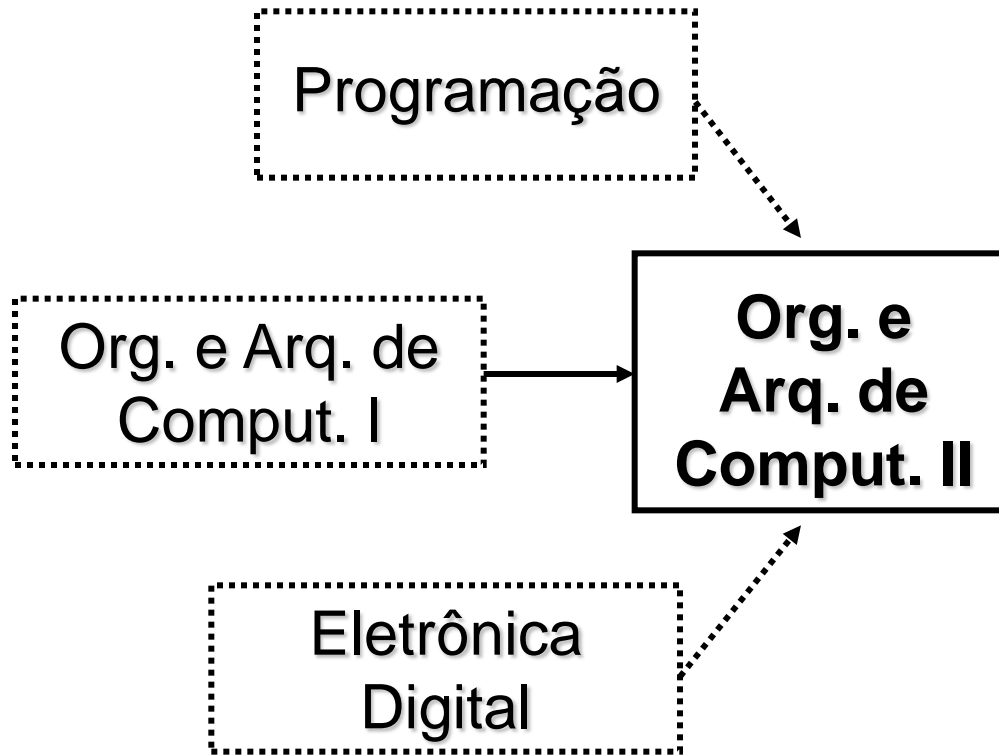 Programação
Org. e Arq. de
Comput. I
Org. e
Arq. de
Comput. II
Eletrônica
Digital